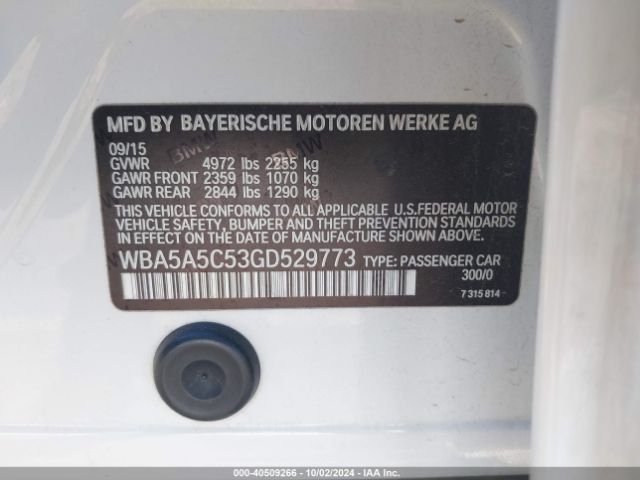 MFD BY BAYERISCHE MOTOREN WERKE AG
09/15
GVWR 4972 lbs 2255 kg
GAWR FRONT 2359 lbs 1070 kg
GAWR REAR 2844 lbs 1290 kg
THIS VEHICLE CONFORMS TO ALL APPLICABLE U.S.FEDERAL MOTOR
VEHICLE SAFETY, BUMPER AND THEFT PREVENTION STANDARDS
IN EFFECT ON THE DATE OF MANUFACTURE SHOWN ABOVE.
WBA5A5C53GD529773 TYPE: PASSENGER CAR
300/0
7 315 814
000-40509266 - 10/02/2024 - IAA Inc.